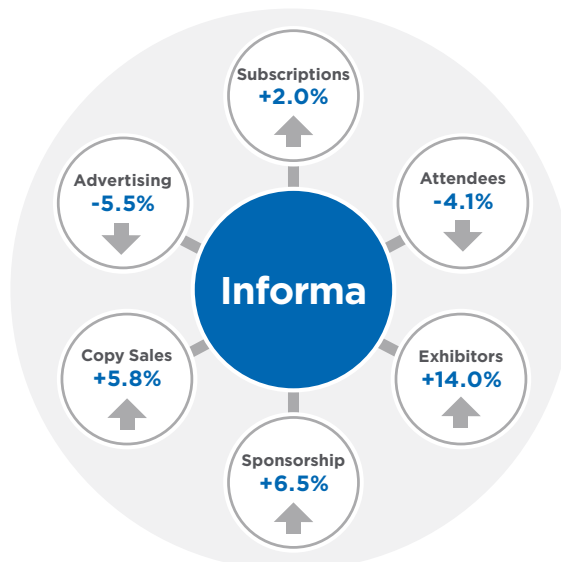 Subscriptions
+2.0%
Advertising
-5.5%
Attendees
-4.1%
Informa
Copy Sales
+5.8%
Exhibitors
+14.0%
Sponsorship
+6.5%